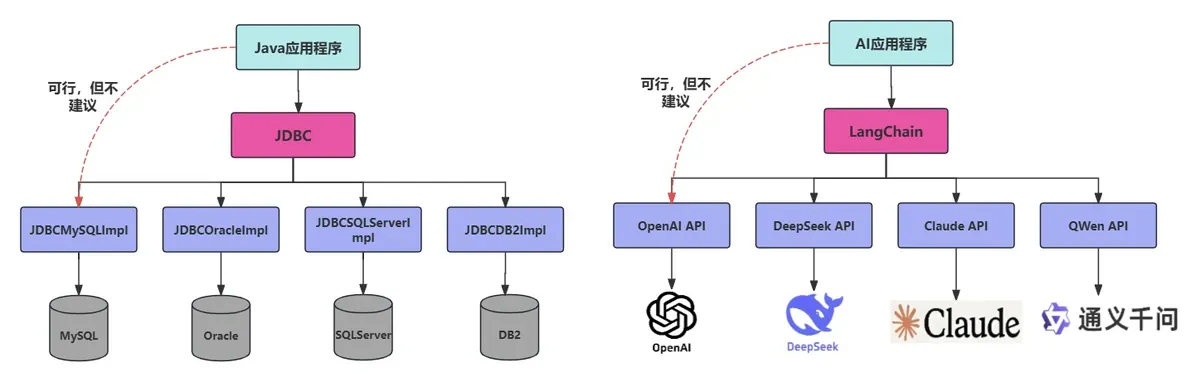 Java应用程序
可行，但不
建议
JDBC
JDBCMySQLImpl
JDBCOracleImpl
JDBCSQLServerI
mpl
JDBCDB2Impl
MySQL
Oracle
SQLServer
DB2
AI应用程序
可行，但不
建议
LangChain
OpenAI API
DeepSeek API
Claude API
QWen API
OpenAI
DeepSeek
Claude
通义千问